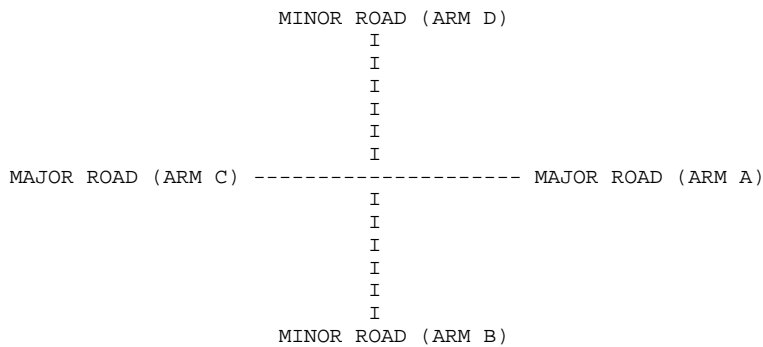 MINOR ROAD (ARM D)
I
I
I
I
I
I
MAJOR ROAD (ARM C) --------------------- MAJOR ROAD (ARM A)
I
I
I
I
I
I
MINOR ROAD (ARM B)